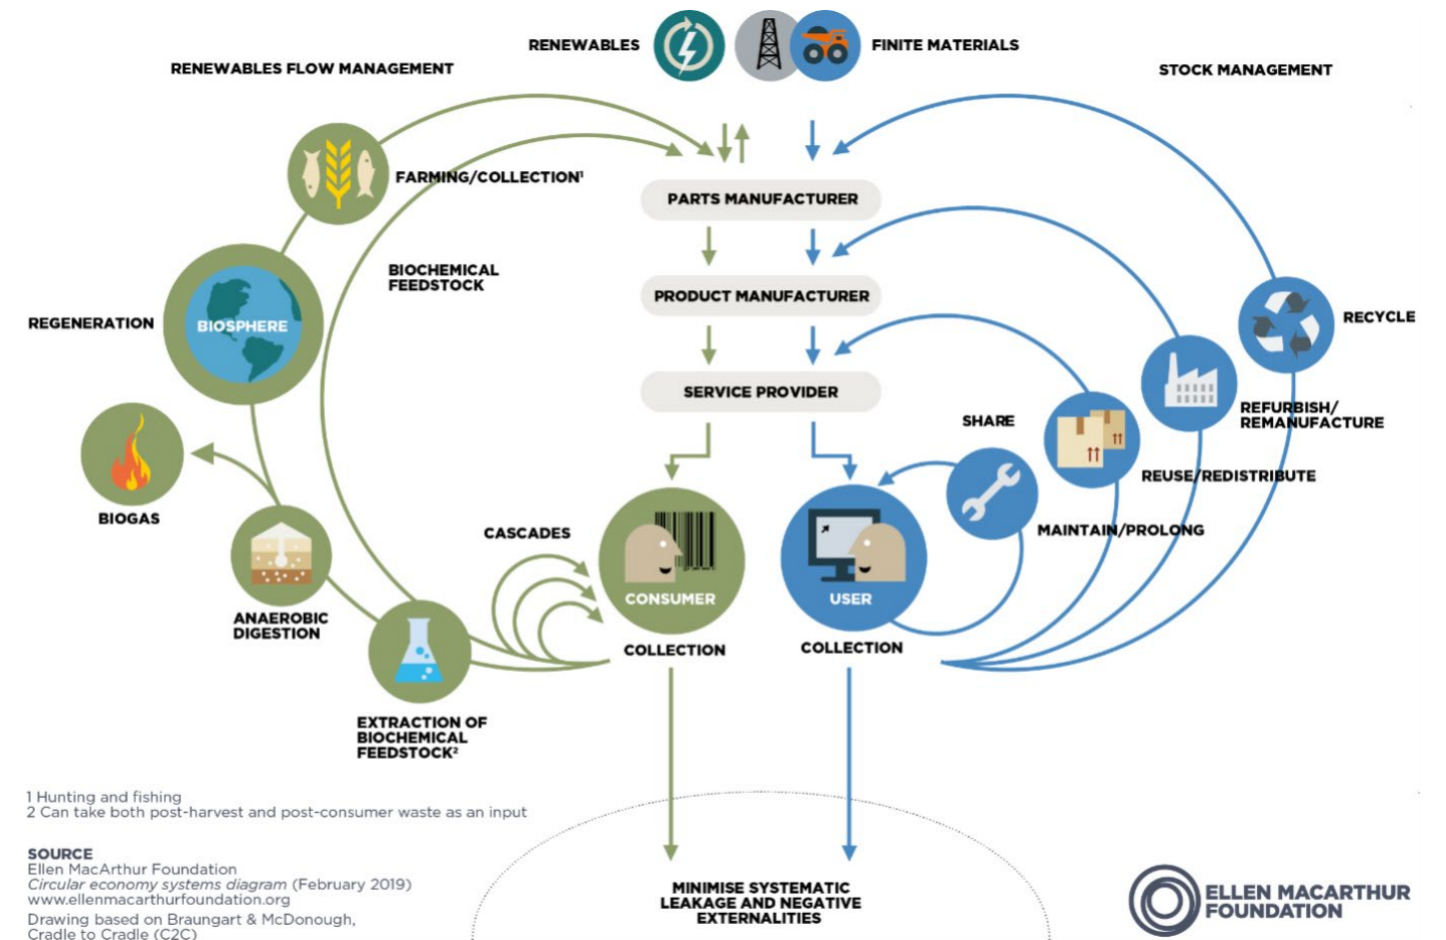 RENEWABLES
FINITE MATERIALS
RENEWABLES FLOW MANAGEMENT
STOCK MANAGEMENT
FARMING/COLLECTION¹
PARTS MANUFACTURER
BIOCHEMICAL
FEEDSTOCK
PRODUCT MANUFACTURER
REGENERATION
BIOSPHERE
RECYCLE
SERVICE PROVIDER
SHARE
REFURBISH/
REMANUFACTURE
REUSE/REDISTRIBUTE
BIOGAS
CASCADES
MAINTAIN/PROLONG
CONSUMER
USER
ANAEROBIC
DIGESTION
COLLECTION
COLLECTION
EXTRACTION OF
BIOCHEMICAL
FEEDSTOCK²
1 Hunting and fishing
2 Can take both post-harvest and post-consumer waste as an input
SOURCE
Ellen MacArthur Foundation
Circular economy systems diagram (February 2019)
www.ellenmacarthurfoundation.org
Drawing based on Braungart & McDonough,
Cradle to Cradle (C2C)
MINIMISE SYSTEMATIC
LEAKAGE AND NEGATIVE
EXTERNALITIES
ELLEN MACARTHUR
FOUNDATION